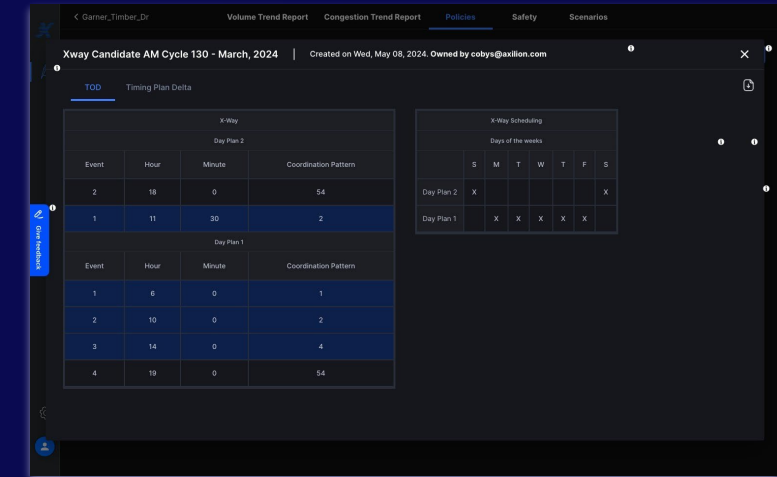 Garner_Timber_Dr Volume Trend Report Congestion Trend Report Policies Safety Scenarios
Xway Candidate AM Cycle 130 - March, 2024 | Created on Wed, May 08, 2024. Owned by cobys@axilion.com
TOD Timing Plan Delta
X-Way
Day Plan 2
Event Hour Minute Coordination Pattern
2 18 0 54
1 11 30 2
Day Plan 1
Event Hour Minute Coordination Pattern
1 6 0 1
2 10 0 2
3 14 0 4
4 19 0 54
X-Way Scheduling
Days of the weeks
S M T W T F S
Day Plan 2 X X
Day Plan 1 X X X X X
Give feedback